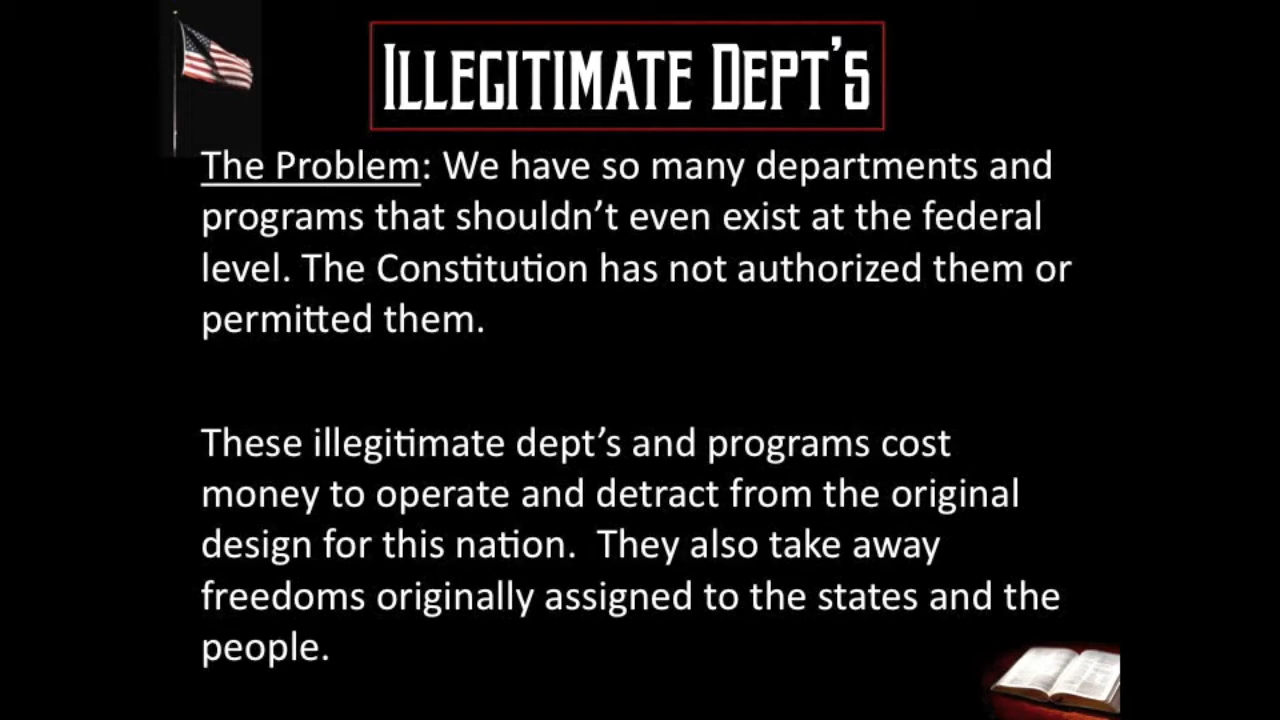 ILLEGITIMATE DEPT'S
The Problem: We have so many departments and
programs that shouldn’t even exist at the federal
level. The Constitution has not authorized them or
permitted them.
These illegitimate dept’s and programs cost
money to operate and detract from the original
design for this nation.  They also take away
freedoms originally assigned to the states and the
people.